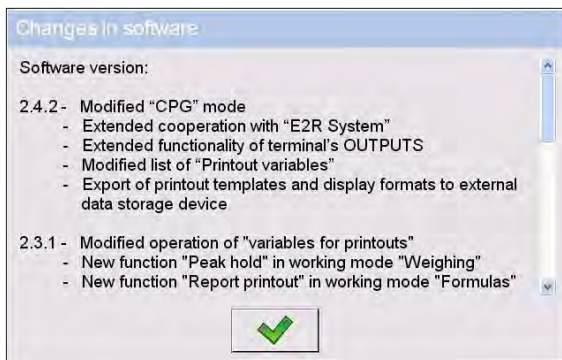 Changes in software
Software version:
2.4.2 - Modified “CPG” mode
- Extended cooperation with “E2R System”
- Extended functionality of terminal’s OUTPUTS
- Modified list of “Printout variables”
- Export of printout templates and display formats to external
data storage device
2.3.1 - Modified operation of "variables for printouts"
- New function "Peak hold" in working mode "Weighing"
- New function "Report printout" in working mode "Formulas"